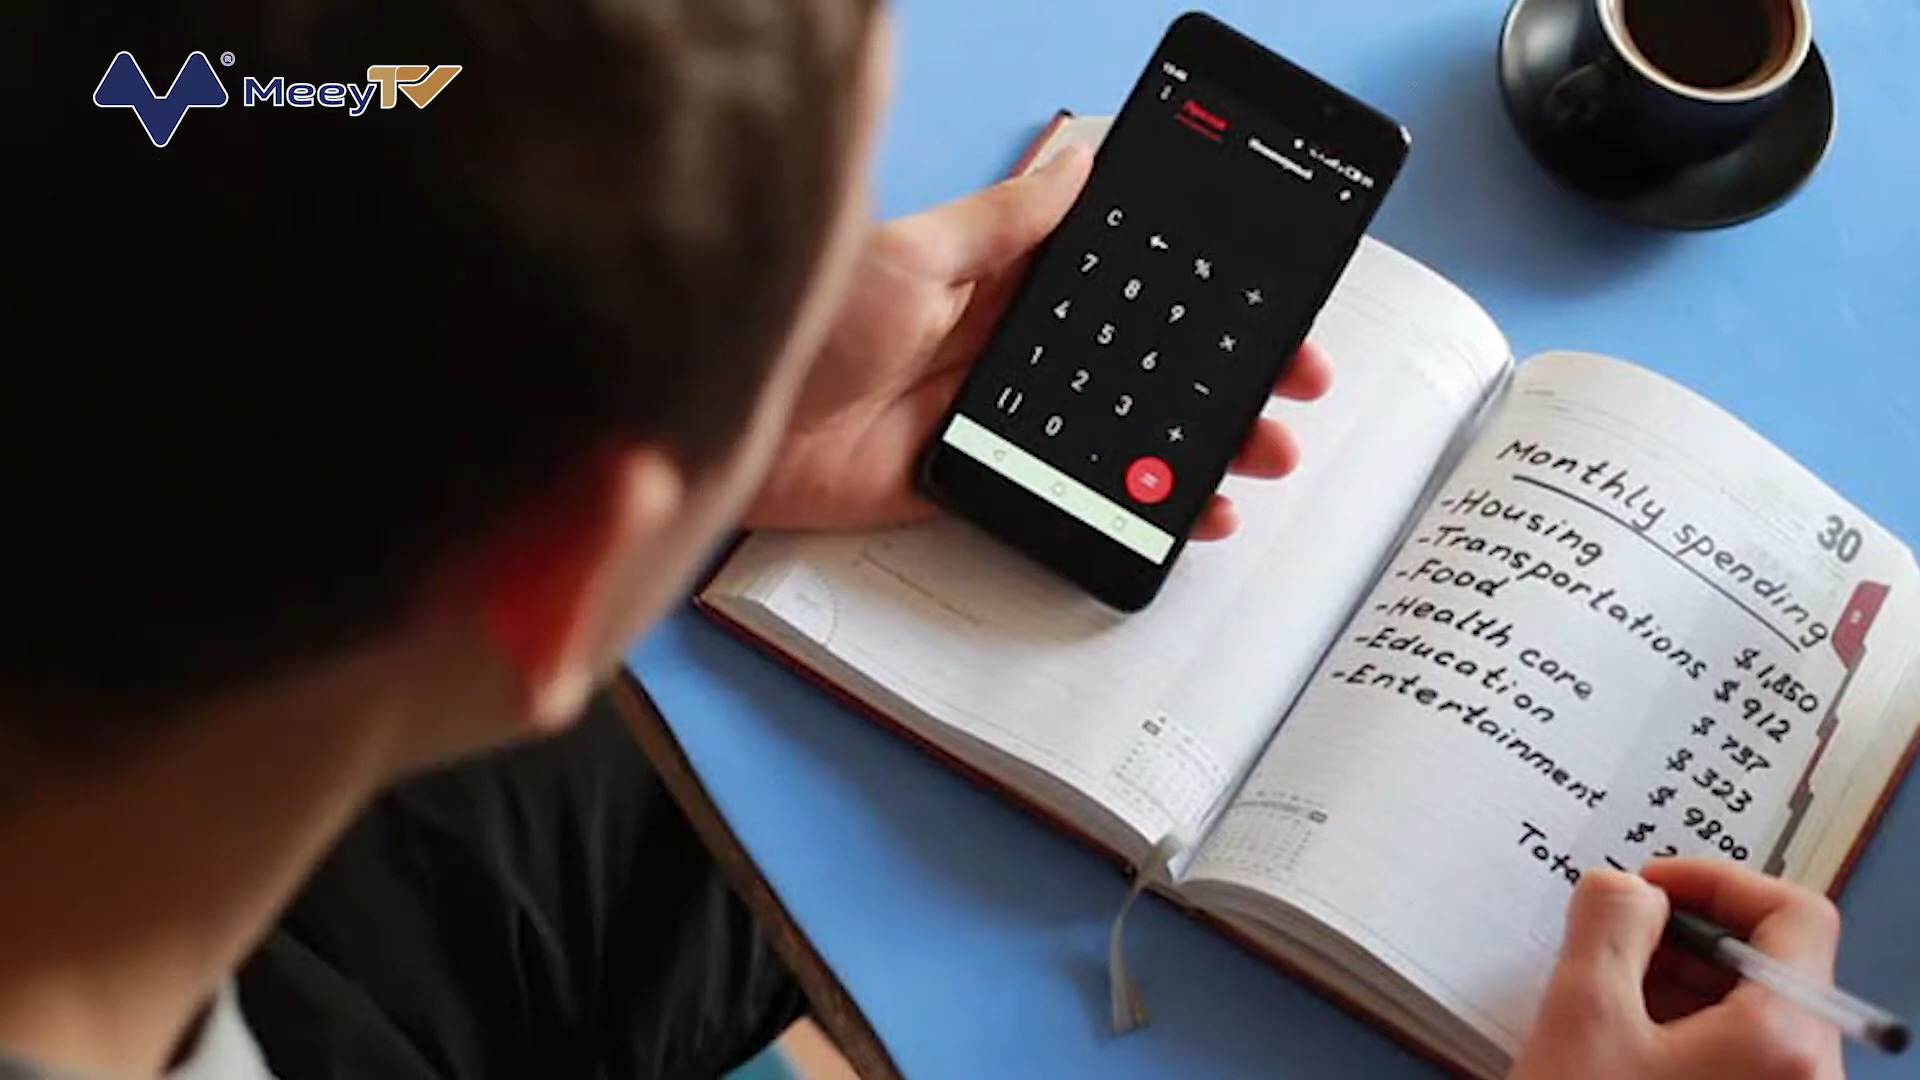 ® MeeyTV
C ← % ÷
7 8 9 ×
4 5 6 −
1 2 3 +
( ) 0 . =
30
Monthly spending
-Housing $1,850
-Transportations $912
-Food $737
-Health care $323
-Education $98.00
-Entertainment $